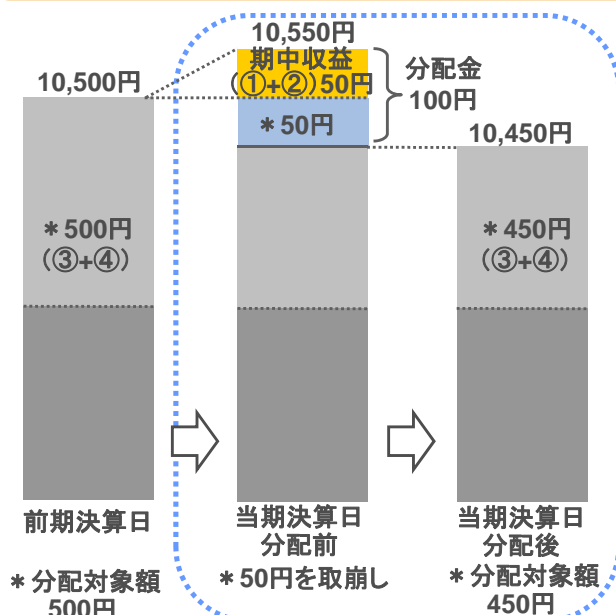 10,550円
期中収益
(①+②)50円
分配金
100円
10,500円
＊50円
10,450円
＊500円
(③+④)
＊450円
(③+④)
前期決算日
当期決算日
分配前
当期決算日
分配後
＊分配対象額
500円
＊50円を取崩し
＊分配対象額
450円